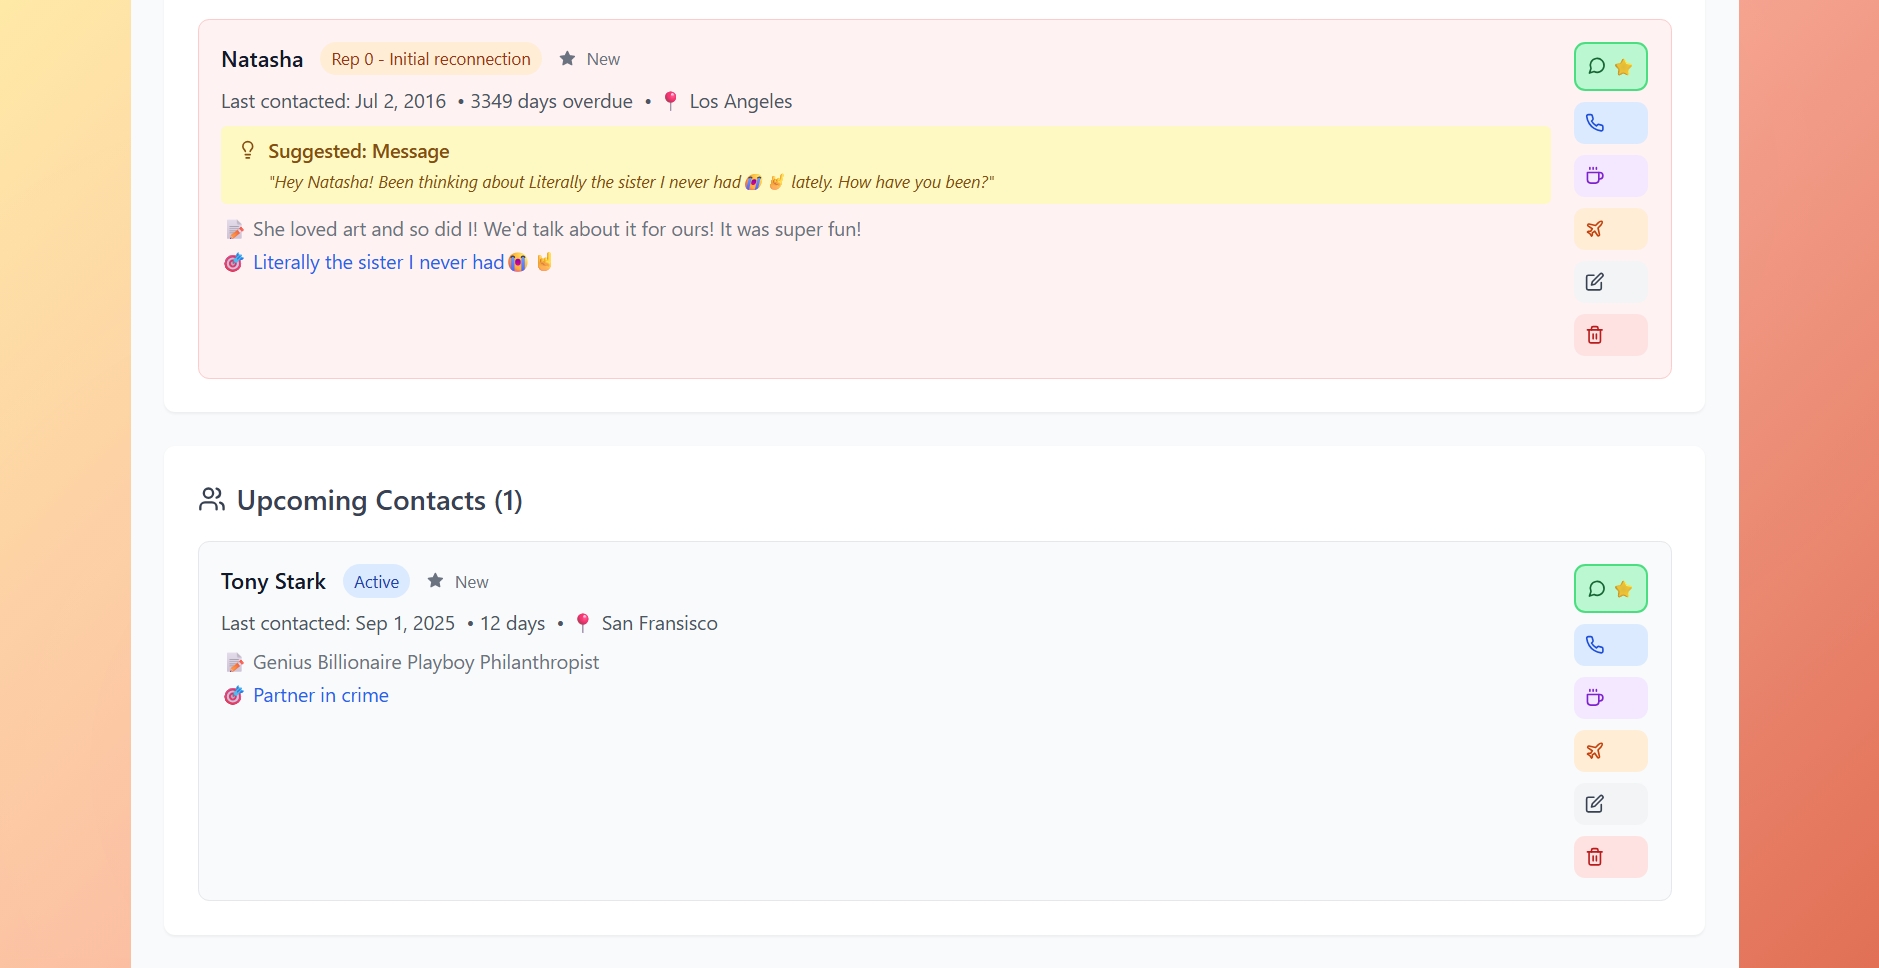 Natasha Rep 0 - Initial reconnection New
Last contacted: Jul 2, 2016 • 3349 days overdue • 📍 Los Angeles
Suggested: Message
"Hey Natasha! Been thinking about Literally the sister I never had😭🤘 lately. How have you been?"
📝 She loved art and so did I! We'd talk about it for ours! It was super fun!
🎯 Literally the sister I never had😭🤘
Upcoming Contacts (1)
Tony Stark Active New
Last contacted: Sep 1, 2025 • 12 days • 📍 San Fransisco
📝 Genius Billionaire Playboy Philanthropist
🎯 Partner in crime